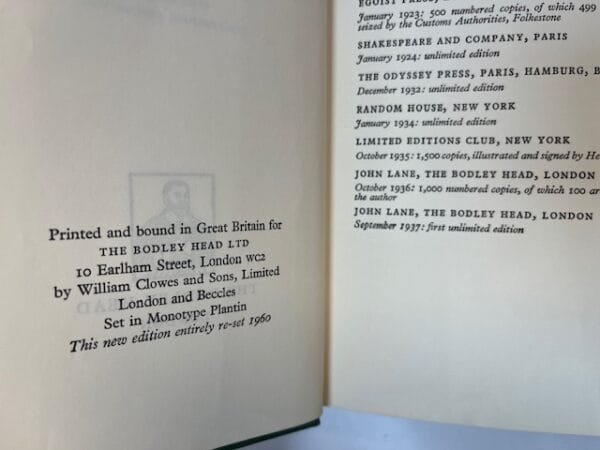 Printed and bound in Great Britain for
THE BODLEY HEAD LTD
10 Earlham Street, London WC2
by William Clowes and Sons, Limited
London and Beccles
Set in Monotype Plantin
This new edition entirely re-set 1960
EGOIST PRESS,
January 1923: 500 numbered copies, of which 499
seized by the Customs Authorities, Folkestone
SHAKESPEARE AND COMPANY, PARIS
January 1924: unlimited edition
THE ODYSSEY PRESS, PARIS, HAMBURG, B
December 1932: unlimited edition
RANDOM HOUSE, NEW YORK
January 1934: unlimited edition
LIMITED EDITIONS CLUB, NEW YORK
October 1935: 1,500 copies, illustrated and signed by He
JOHN LANE, THE BODLEY HEAD, LONDON
October 1936: 1,000 numbered copies, of which 100 ar
the author
JOHN LANE, THE BODLEY HEAD, LONDON
September 1937: first unlimited edition